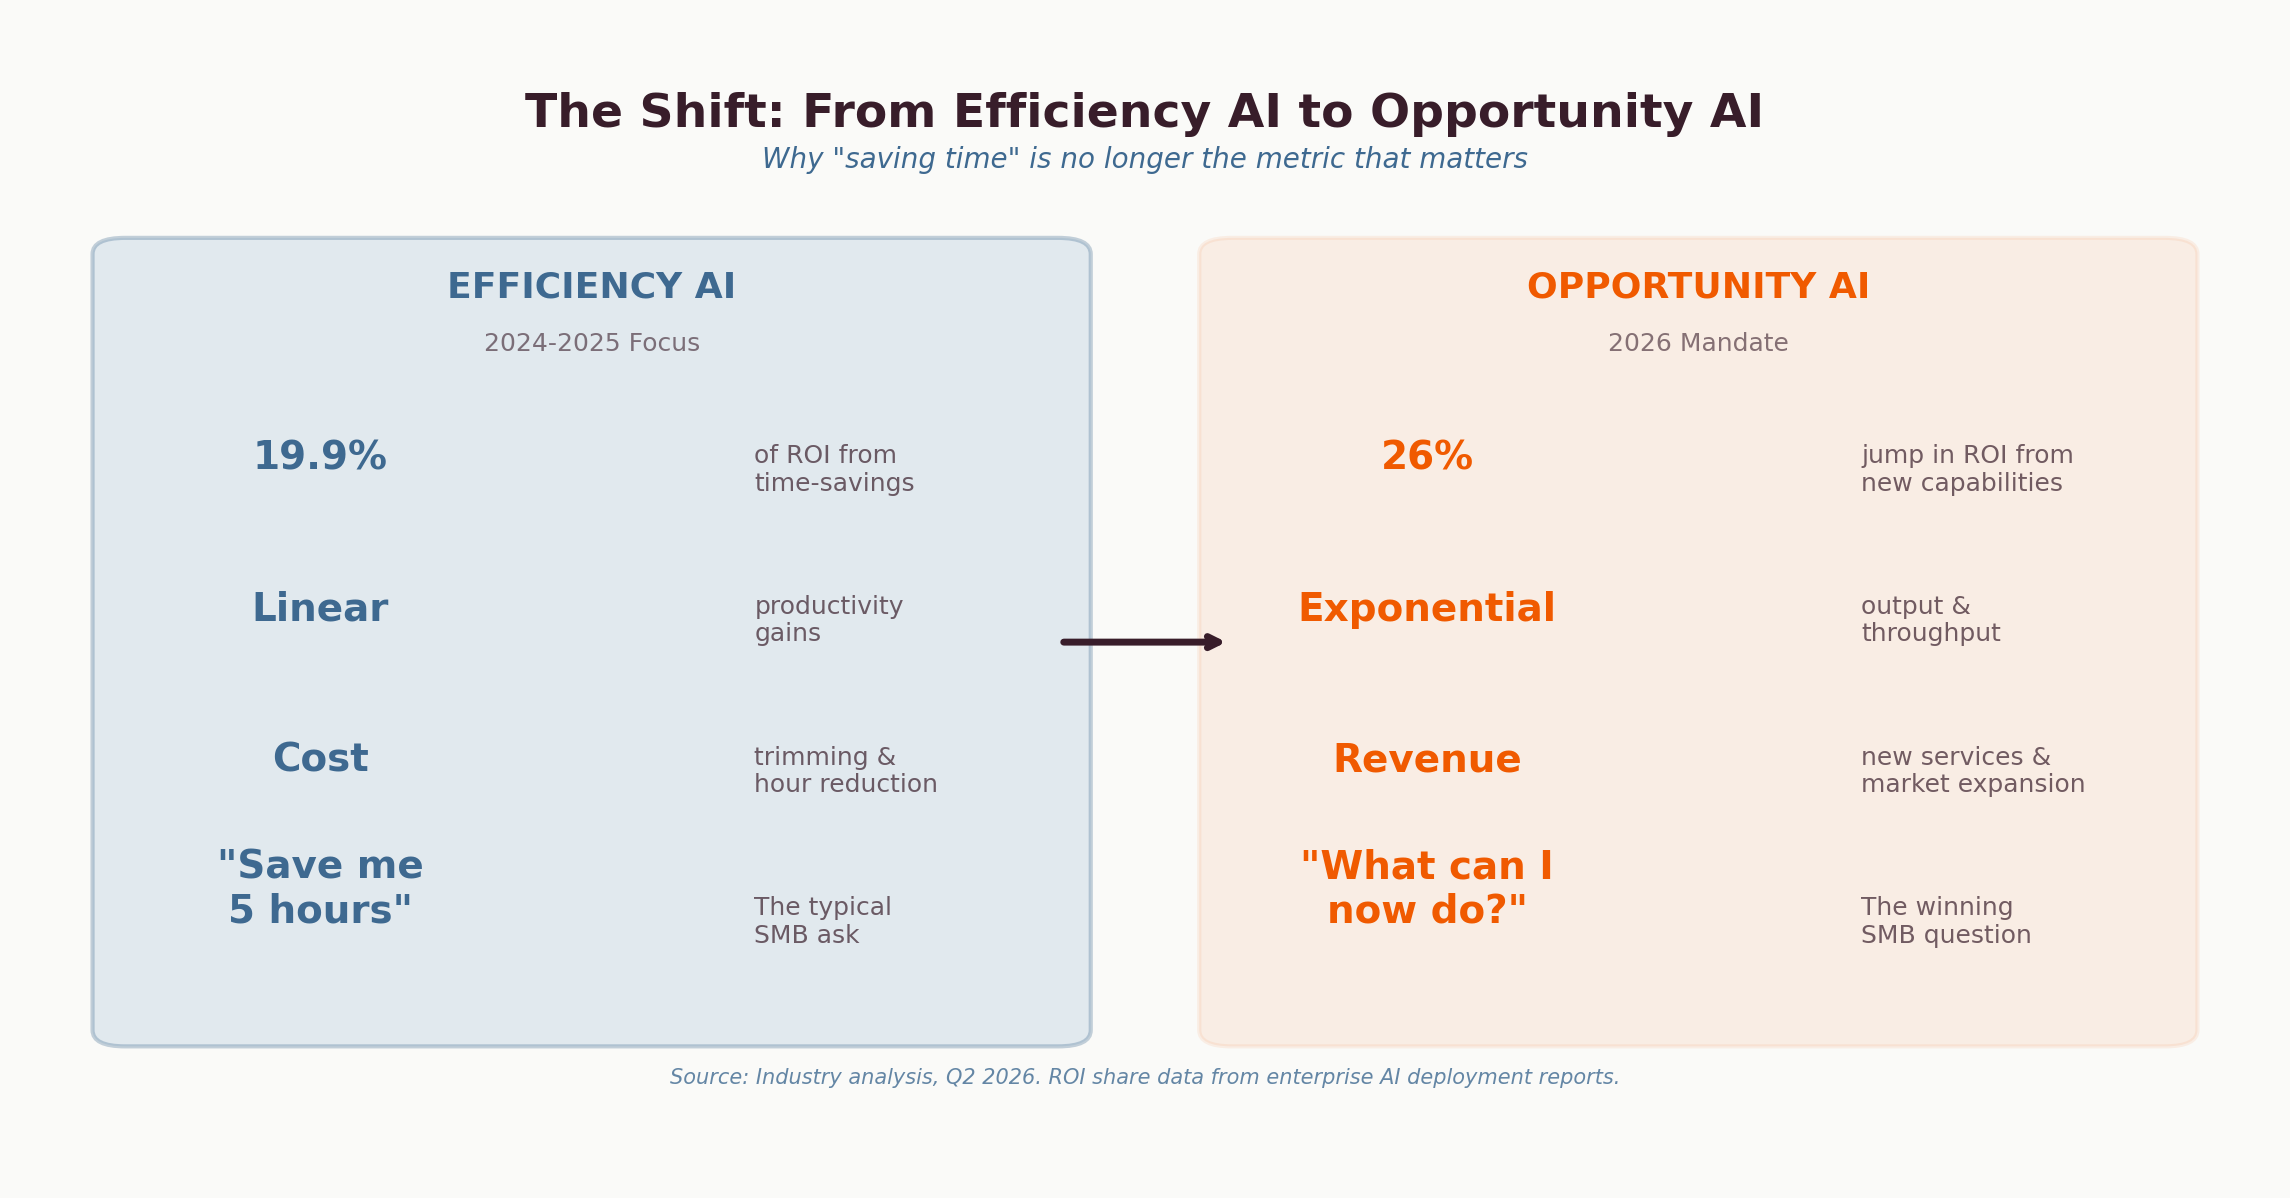 The Shift: From Efficiency AI to Opportunity AI
Why "saving time" is no longer the metric that matters
EFFICIENCY AI
2024-2025 Focus
19.9%
of ROI from
time-savings
Linear
productivity
gains
Cost
trimming &
hour reduction
"Save me
5 hours"
The typical
SMB ask
OPPORTUNITY AI
2026 Mandate
26%
jump in ROI from
new capabilities
Exponential
output &
throughput
Revenue
new services &
market expansion
"What can I
now do?"
The winning
SMB question
Source: Industry analysis, Q2 2026. ROI share data from enterprise AI deployment reports.